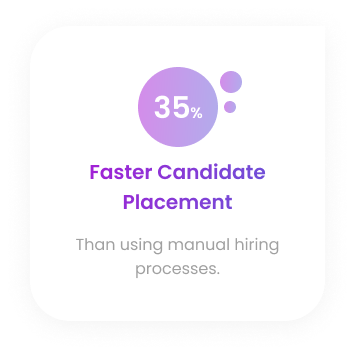 35%
Faster Candidate
Placement
Than using manual hiring
processes.